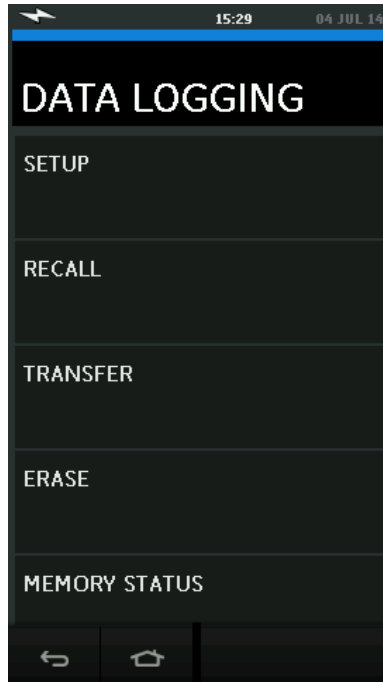 15:29 04 JUL 14
DATA LOGGING
SETUP
RECALL
TRANSFER
ERASE
MEMORY STATUS